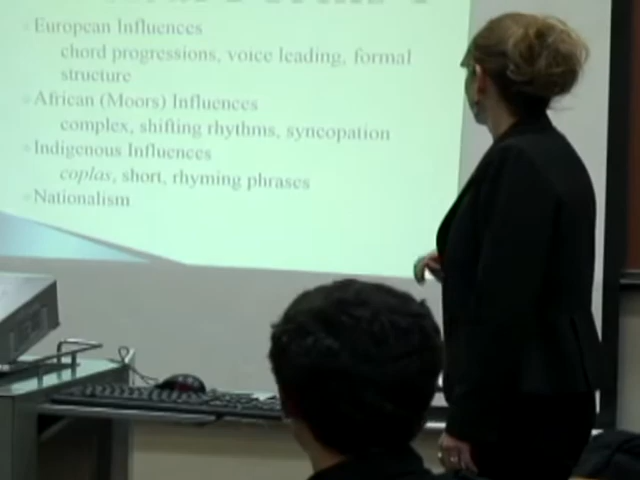 European Influences
chord progressions, voice leading, formal
structure
African (Moors) Influences
complex, shifting rhythms, syncopation
Indigenous Influences
coplas, short, rhyming phrases
Nationalism